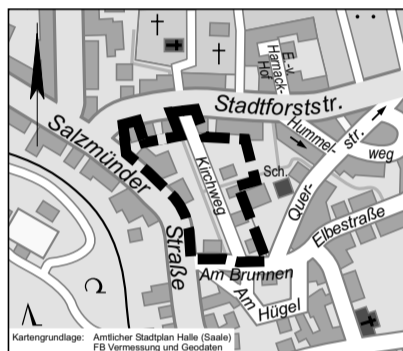 E.-v.-
Harnack-
Hof
Stadtforststr.
Salzmünder
Straße
Hummel-
weg
Kirchweg
Sch.
Quer-
str.
Elbestraße
Am Brunnen
Am
Hügel
Kartengrundlage: Amtlicher Stadtplan Halle (Saale)
FB Vermessung und Geodaten